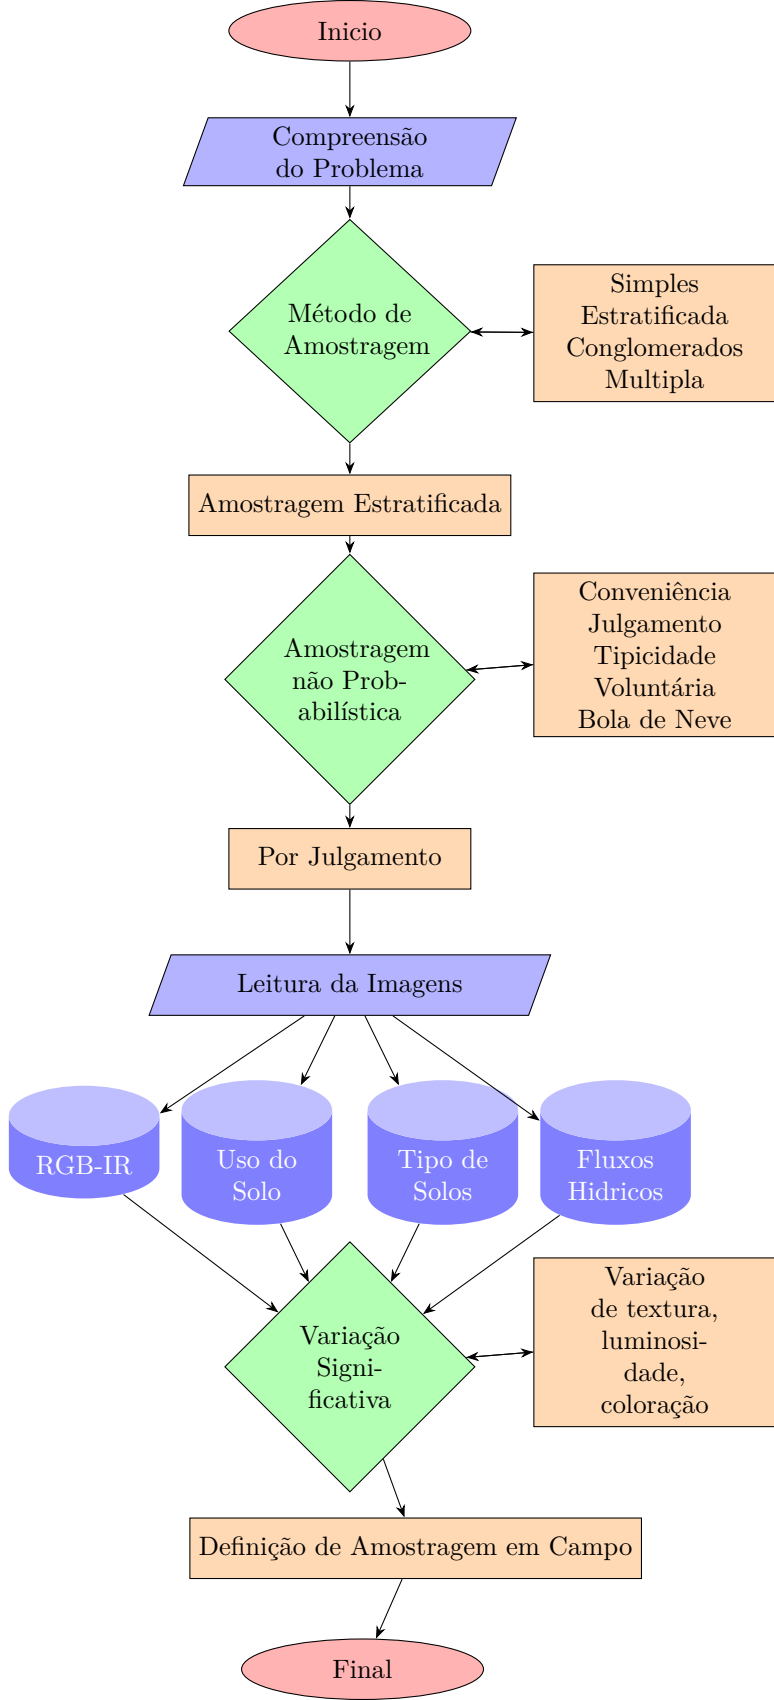 Inicio
Compreensão
do Problema
Método de
Amostragem
Simples
Estratificada
Conglomerados
Multipla
Amostragem Estratificada
Amostragem
não Prob-
abilística
Conveniência
Julgamento
Tipicidade
Voluntária
Bola de Neve
Por Julgamento
Leitura da Imagens
RGB-IR
Uso do
Solo
Tipo de
Solos
Fluxos
Hidricos
Variação
Signi-
ficativa
Variação
de textura,
luminosi-
dade,
coloração
Definição de Amostragem em Campo
Final